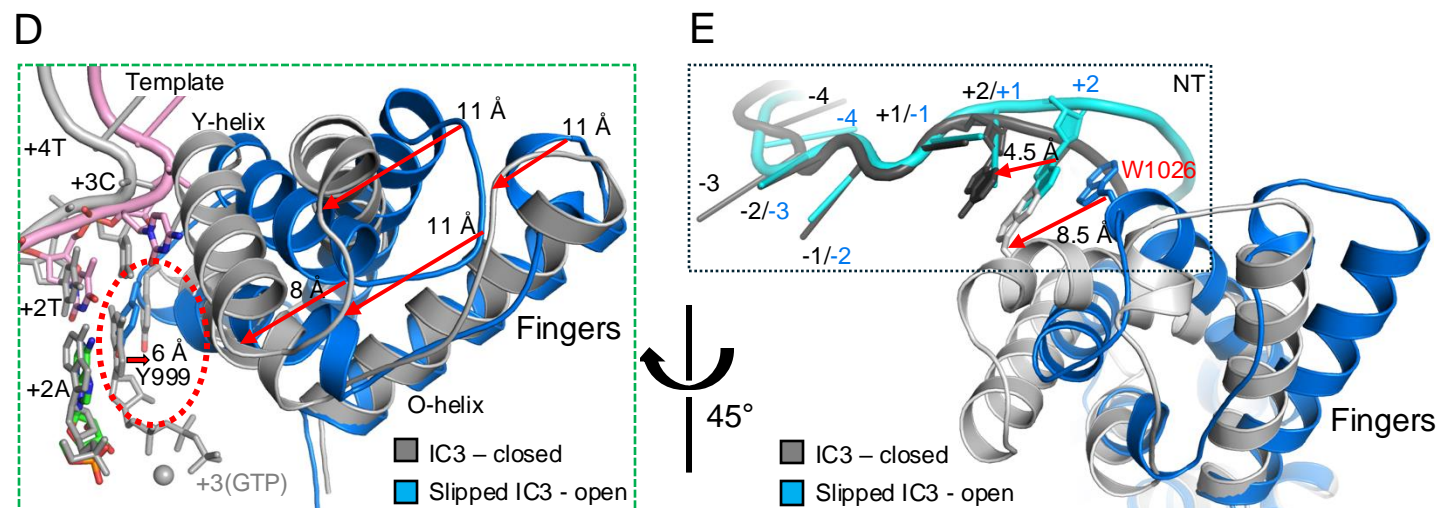 D
Template
Y-helix
11 Å
11 Å
+4T
+3C
11 Å
8 Å
+2T
Fingers
6 Å
Y999
+2A
O-helix
IC3 – closed
+3(GTP)
Slipped IC3 - open
45°
E
NT
+2/+1
+2
-4
+1/-1
-4
4.5 Å
W1026
-3
-2/-3
8.5 Å
-1/-2
Fingers
IC3 – closed
Slipped IC3 - open